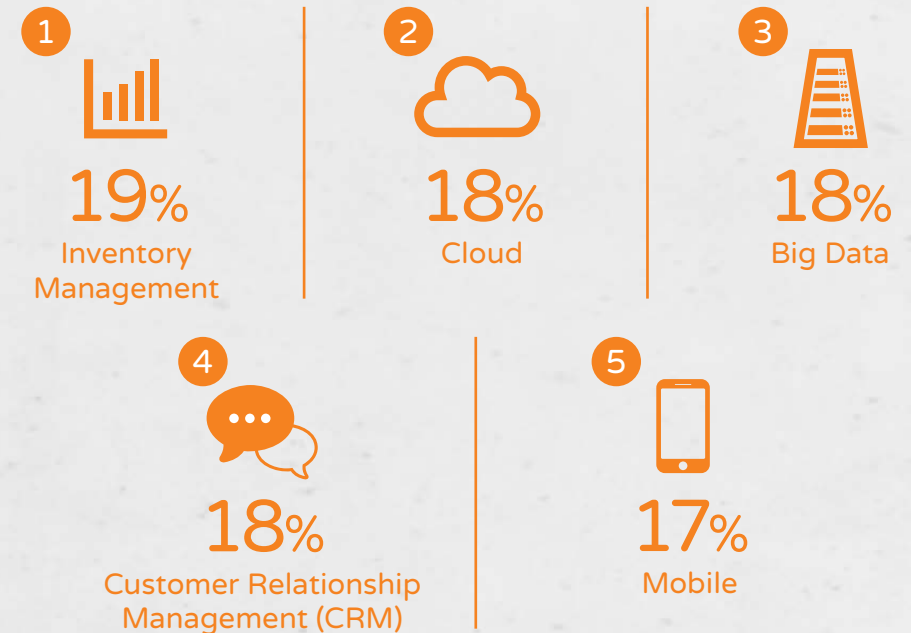 1
19%
Inventory
Management
2
18%
Cloud
3
18%
Big Data
4
18%
Customer Relationship
Management (CRM)
5
17%
Mobile